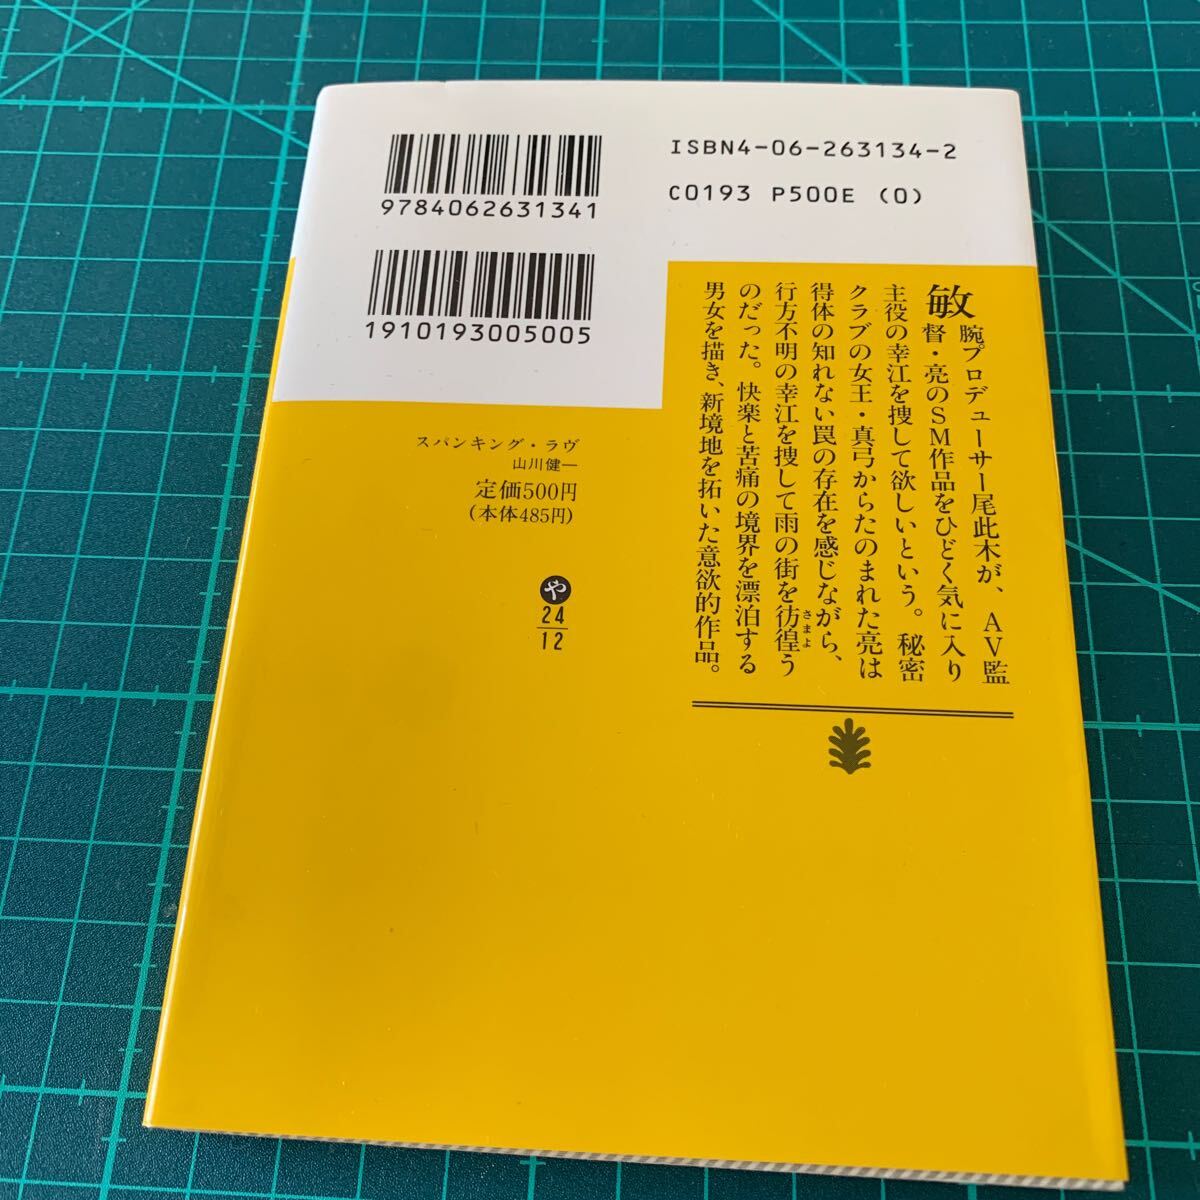 ISBN4-06-263134-2
C0193 P500E (0)
9784062631341
1910193005005
敏腕プロデューサー尾此木が、AV監
督・亮のSM作品をひどく気に入り
主役の幸江を捜して欲しいという。秘密
クラブの女王・真弓からたのまれた亮は
得体の知れない罠の存在を感じながら、
行方不明の幸江を捜して雨の街を彷徨う
さまよ
のだった。快楽と苦痛の境界を漂泊する
男女を描き、新境地を拓いた意欲的作品。
スパンキング・ラヴ
山川健一
定価500円
(本体485円)
や
24
12